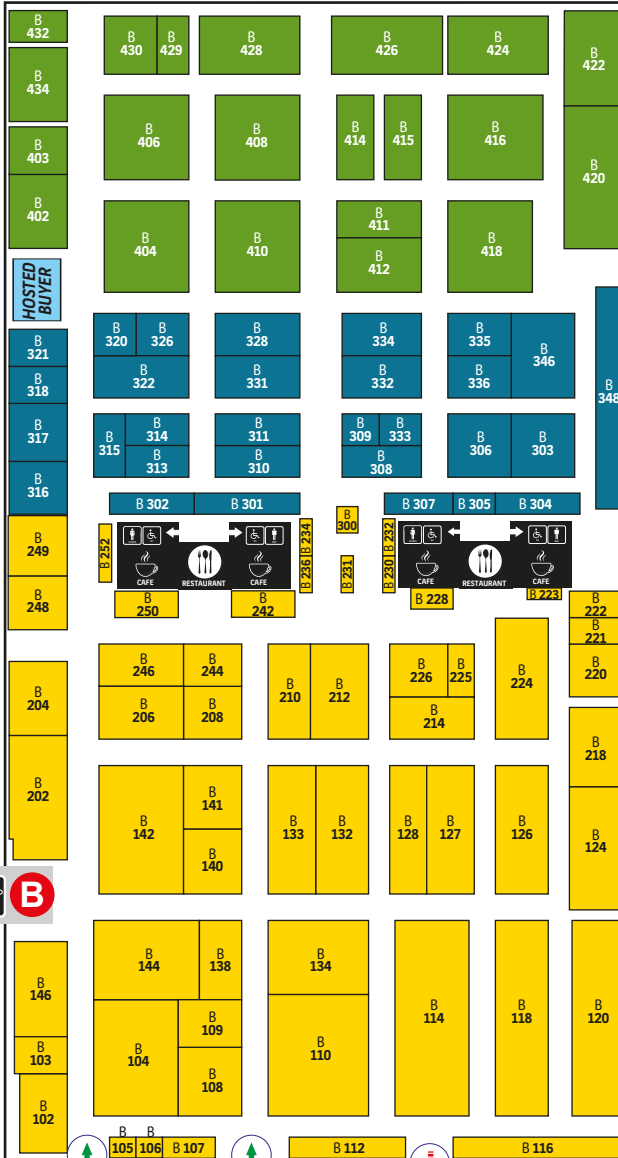 B
432
B
430
B
429
B
428
B
426
B
424
B
422
B
434
B
406
B
408
B
414
B
415
B
416
B
420
B
403
B
402
B
404
B
410
B
411
B
412
B
418
HOSTED
BUYER
B
321
B
320
B
326
B
328
B
334
B
335
B
346
B
348
B
318
B
322
B
331
B
332
B
336
B
317
B
315
B
314
B
311
B
309
B
333
B
306
B
303
B
313
B
310
B
308
B
316
B 302
B 301
B
300
B 307
B 305
B 304
B
249
B 252
B 234
B 236
B
231
B 232
B 230
CAFE
RESTAURANT
CAFE
CAFE
RESTAURANT
CAFE
B
248
B
250
B
242
B 228
B 223
B
222
B
221
B
220
B
204
B
246
B
244
B
210
B
212
B
226
B
225
B
224
B
206
B
208
B
214
B
218
B
202
B
142
B
141
B
140
B
133
B
132
B
128
B
127
B
126
B
124
B
B
146
B
144
B
138
B
134
B
114
B
118
B
120
B
103
B
104
B
109
B
108
B
110
B
102
B
105
B
106
B 107
B 112
B 116